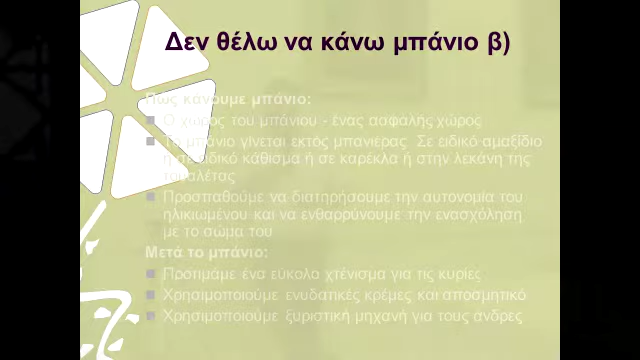 Δεν θέλω να κάνω μπάνιο β)
Πως κάνουμε μπάνιο:
Ο χώρος του μπάνιου - ένας ασφαλής χώρος
Το μπάνιο γίνεται εκτός μπανιέρας. Σε ειδικό αμαξίδιο
ή σε ειδικό κάθισμα ή σε καρέκλα ή στην λεκάνη της
τουαλέτας
Προσπαθούμε να διατηρήσουμε την αυτονομία του
ηλικιωμένου και να ενθαρρύνουμε την ενασχόληση
με το σώμα του
Μετά το μπάνιο:
Προτιμάμε ένα εύκολο χτένισμα για τις κυρίες
Χρησιμοποιούμε ενυδατικές κρέμες και αποσμητικό
Χρησιμοποιούμε ξυριστική μηχανή για τους άνδρες